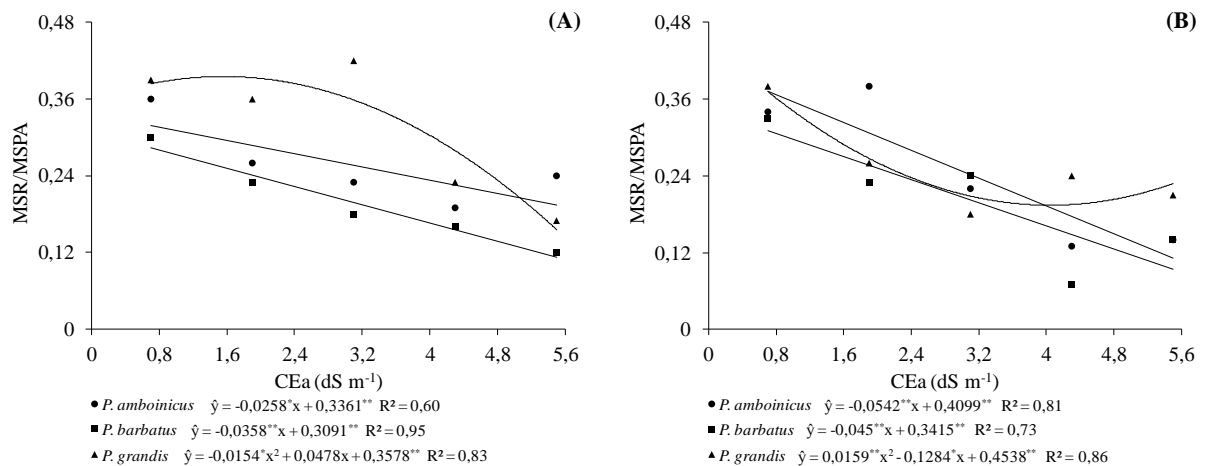 (A)
0,48
0,36
0,24
0,12
0
MSR/MSPA
0 0,8 1,6 2,4 3,2 4 4,8 5,6
CEa (dS m⁻¹)
P. amboinicus ŷ = -0,0258*x + 0,3361** R² = 0,60
P. barbatus ŷ = -0,0358**x + 0,3091** R² = 0,95
P. grandis ŷ = -0,0154*x² + 0,0478x + 0,3578** R² = 0,83
(B)
0,48
0,36
0,24
0,12
0
MSR/MSPA
0 0,8 1,6 2,4 3,2 4 4,8 5,6
CEa (dS m⁻¹)
P. amboinicus ŷ = -0,0542**x + 0,4099** R² = 0,81
P. barbatus ŷ = -0,045**x + 0,3415** R² = 0,73
P. grandis ŷ = 0,0159**x² - 0,1284*x + 0,4538** R² = 0,86